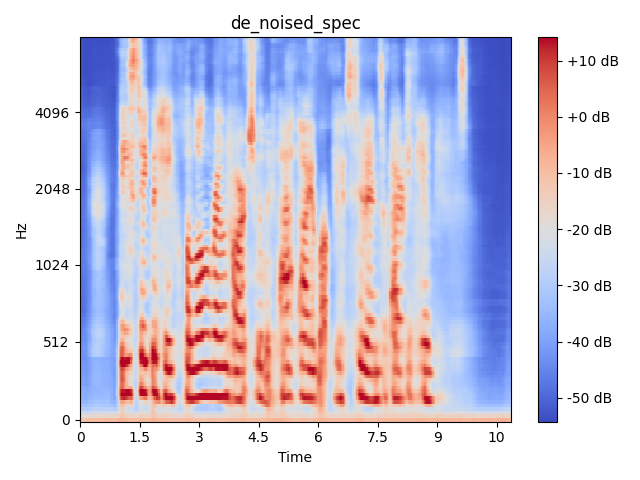 de_noised_spec
Hz
4096
2048
1024
512
0
0
1.5
3
4.5
6
7.5
9
10
Time
+10 dB
+0 dB
-10 dB
-20 dB
-30 dB
-40 dB
-50 dB